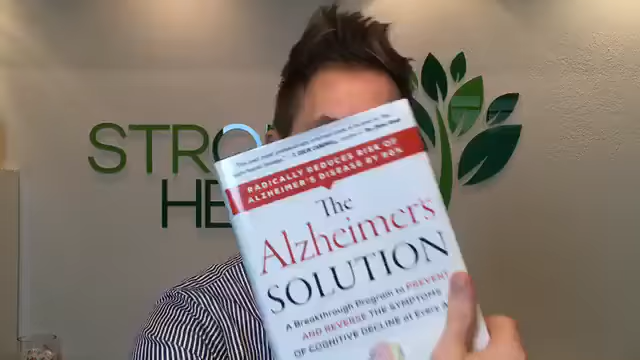 STRO
HE
RADICALLY REDUCES RISK OF
ALZHEIMER'S DISEASE BY 90%
The
Alzheimer's
SOLUTION
A Breakthrough Program to PREVENT
AND REVERSE THE SYMPTOMS
OF COGNITIVE DECLINE at Every